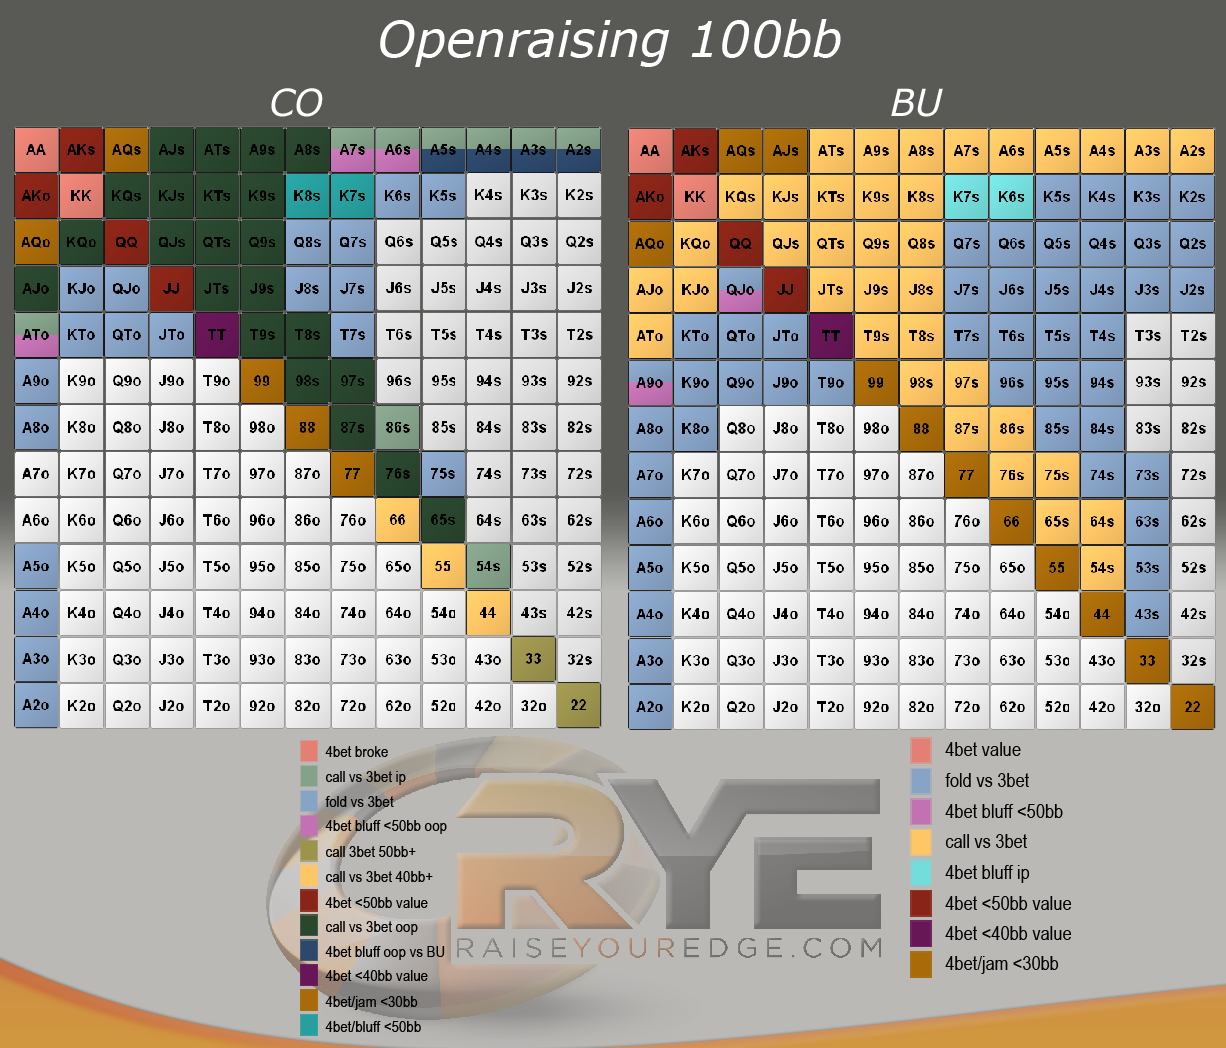 Openraising 100bb
CO
AA AKs AQs AJs ATs A9s A8s A7s A6s A5s A4s A3s A2s
AKo KK KQs KJs KTs K9s K8s K7s K6s K5s K4s K3s K2s
AQo KQo QQ QJs QTs Q9s Q8s Q7s Q6s Q5s Q4s Q3s Q2s
AJo KJo QJo JJ JTs J9s J8s J7s J6s J5s J4s J3s J2s
ATo KTo QTo JTo TT T9s T8s T7s T6s T5s T4s T3s T2s
A9o K9o Q9o J9o T9o 99 98s 97s 96s 95s 94s 93s 92s
A8o K8o Q8o J8o T8o 98o 88 87s 86s 85s 84s 83s 82s
A7o K7o Q7o J7o T7o 97o 87o 77 76s 75s 74s 73s 72s
A6o K6o Q6o J6o T6o 96o 86o 76o 66 65s 64s 63s 62s
A5o K5o Q5o J5o T5o 95o 85o 75o 65o 55 54s 53s 52s
A4o K4o Q4o J4o T4o 94o 84o 74o 64o 54o 44 43s 42s
A3o K3o Q3o J3o T3o 93o 83o 73o 63o 53o 43o 33 32s
A2o K2o Q2o J2o T2o 92o 82o 72o 62o 52o 42o 32o 22
BU
AA AKs AQs AJs ATs A9s A8s A7s A6s A5s A4s A3s A2s
AKo KK KQs KJs KTs K9s K8s K7s K6s K5s K4s K3s K2s
AQo KQo QQ QJs QTs Q9s Q8s Q7s Q6s Q5s Q4s Q3s Q2s
AJo KJo QJo JJ JTs J9s J8s J7s J6s J5s J4s J3s J2s
ATo KTo QTo JTo TT T9s T8s T7s T6s T5s T4s T3s T2s
A9o K9o Q9o J9o T9o 99 98s 97s 96s 95s 94s 93s 92s
A8o K8o Q8o J8o T8o 98o 88 87s 86s 85s 84s 83s 82s
A7o K7o Q7o J7o T7o 97o 87o 77 76s 75s 74s 73s 72s
A6o K6o Q6o J6o T6o 96o 86o 76o 66 65s 64s 63s 62s
A5o K5o Q5o J5o T5o 95o 85o 75o 65o 55 54s 53s 52s
A4o K4o Q4o J4o T4o 94o 84o 74o 64o 54o 44 43s 42s
A3o K3o Q3o J3o T3o 93o 83o 73o 63o 53o 43o 33 32s
A2o K2o Q2o J2o T2o 92o 82o 72o 62o 52o 42o 32o 22
4bet broke
call vs 3bet ip
fold vs 3bet
4bet bluff <50bb oop
call 3bet 50bb+
call vs 3bet 40bb+
4bet <50bb value
call vs 3bet oop
4bet bluff oop vs BU
4bet <40bb value
4bet/jam <30bb
4bet/bluff <50bb
RYE
RAISEYOUREDGE.COM
4bet value
fold vs 3bet
4bet bluff <50bb
call vs 3bet
4bet bluff ip
4bet <50bb value
4bet <40bb value
4bet/jam <30bb